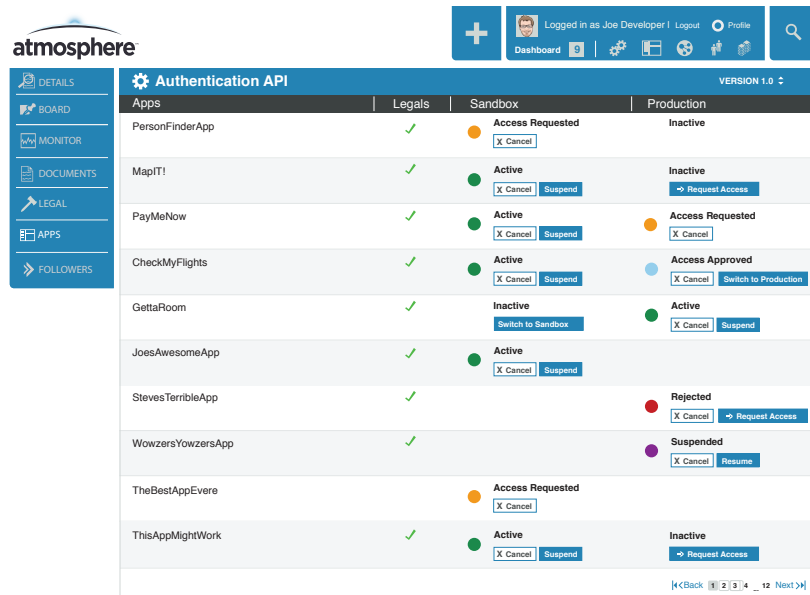 atmosphere
Logged in as Joe Developer I Logout Profile
Dashboard 9
DETAILS
BOARD
MONITOR
DOCUMENTS
LEGAL
APPS
FOLLOWERS
Authentication API VERSION 1.0
Apps Legals Sandbox Production
PersonFinderApp Access Requested Inactive
X Cancel
MapIT! Active Inactive
X Cancel Suspend Request Access
PayMeNow Active Access Requested
X Cancel Suspend X Cancel
CheckMyFlights Active Access Approved
X Cancel Suspend X Cancel Switch to Production
GettaRoom Inactive Active
Switch to Sandbox X Cancel Suspend
JoesAwesomeApp Active
X Cancel Suspend
StevesTerribleApp Rejected
X Cancel Request Access
WowzersYowzersApp Suspended
X Cancel Resume
TheBestAppEvere Access Requested
X Cancel
ThisAppMightWork Active Inactive
X Cancel Suspend Request Access
Back 1 2 3 4 _ 12 Next